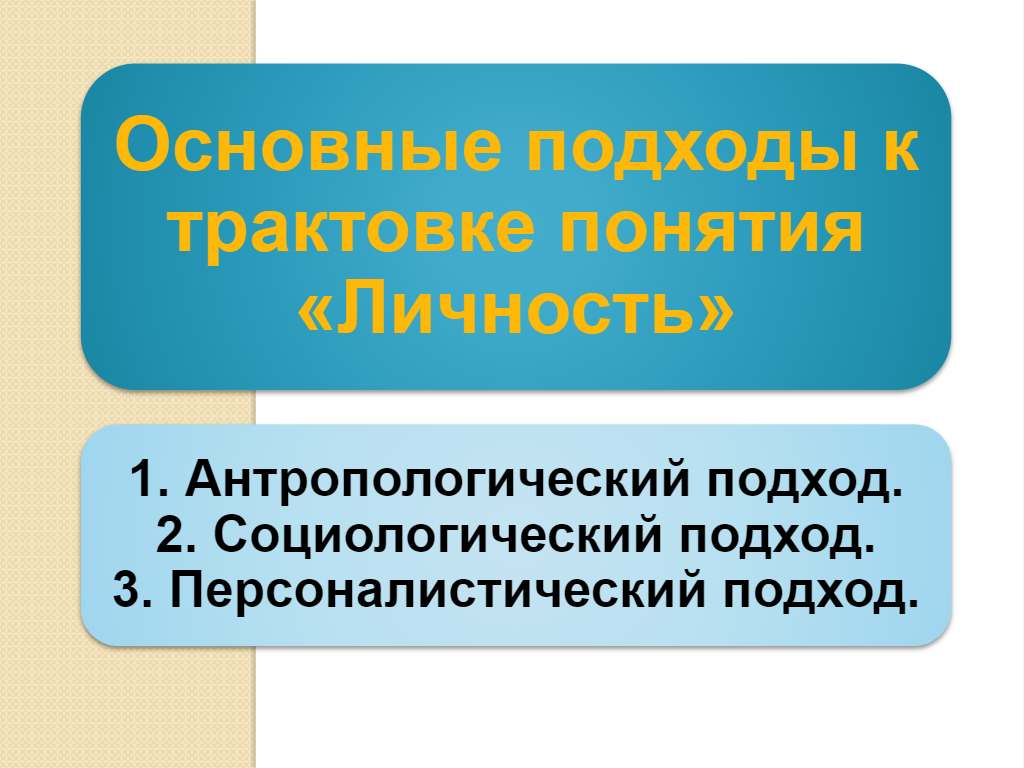 Основные подходы к
трактовке понятия
«Личность»
1. Антропологический подход.
2. Социологический подход.
3. Персоналистический подход.